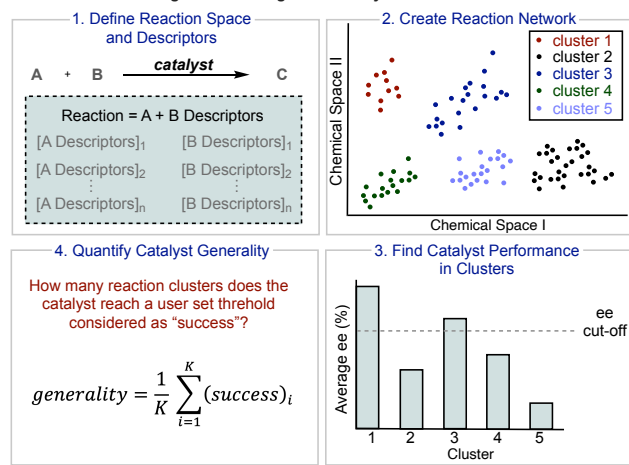 1. Define Reaction Space
and Descriptors
A + B catalyst C
Reaction = A + B Descriptors
[A Descriptors]1 [B Descriptors]1
[A Descriptors]2 [B Descriptors]2
⋮ ⋮
[A Descriptors]n [B Descriptors]n
2. Create Reaction Network
Chemical Space II
cluster 1
cluster 2
cluster 3
cluster 4
cluster 5
Chemical Space I
4. Quantify Catalyst Generality
How many reaction clusters does the
catalyst reach a user set threhold
considered as “success”?
generality = 1/K ∑ i=1 K (success)i
3. Find Catalyst Performance
in Clusters
Average ee (%)
ee
cut-off
1 2 3 4 5
Cluster